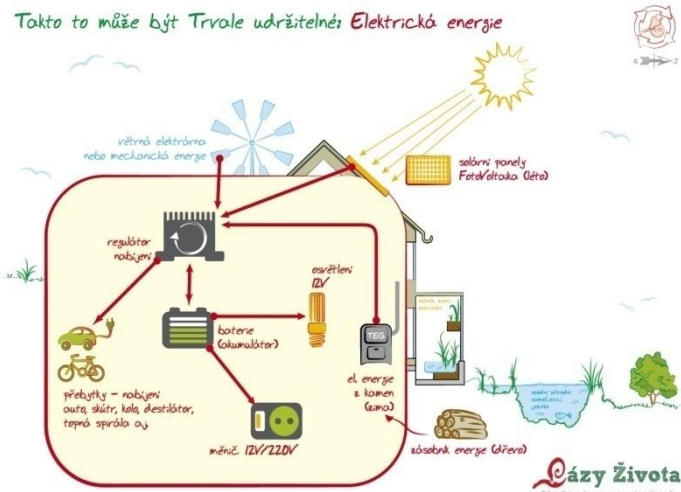 Takto to může být Trvale udržitelné: Elektrická energie
větrná elektrárna
nebo mechanická energie
solární panely
FotoVoltaika (léto)
regulátor
nabíjení
osvětlení
12V
baterie
(akumulátor)
TEG
el. energie
z kamen
(zima)
přebytky - nabíjení
auto, skútr, kolo, destilátor,
topná spirála aj.
měnič 12V/220V
zásobník energie (dřevo)
Oázy Života